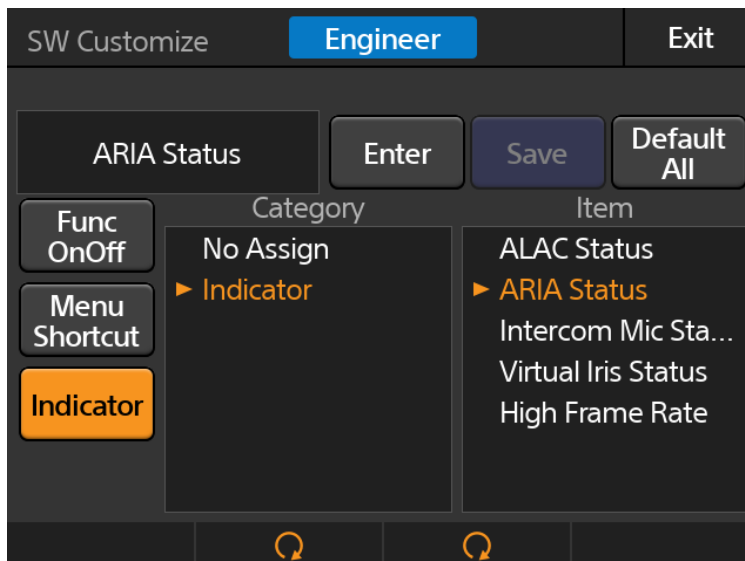 SW Customize Engineer Exit
ARIA Status Enter Save Default All
Category Item
Func OnOff
Menu Shortcut
Indicator
No Assign
Indicator
ALAC Status
ARIA Status
Intercom Mic Sta...
Virtual Iris Status
High Frame Rate